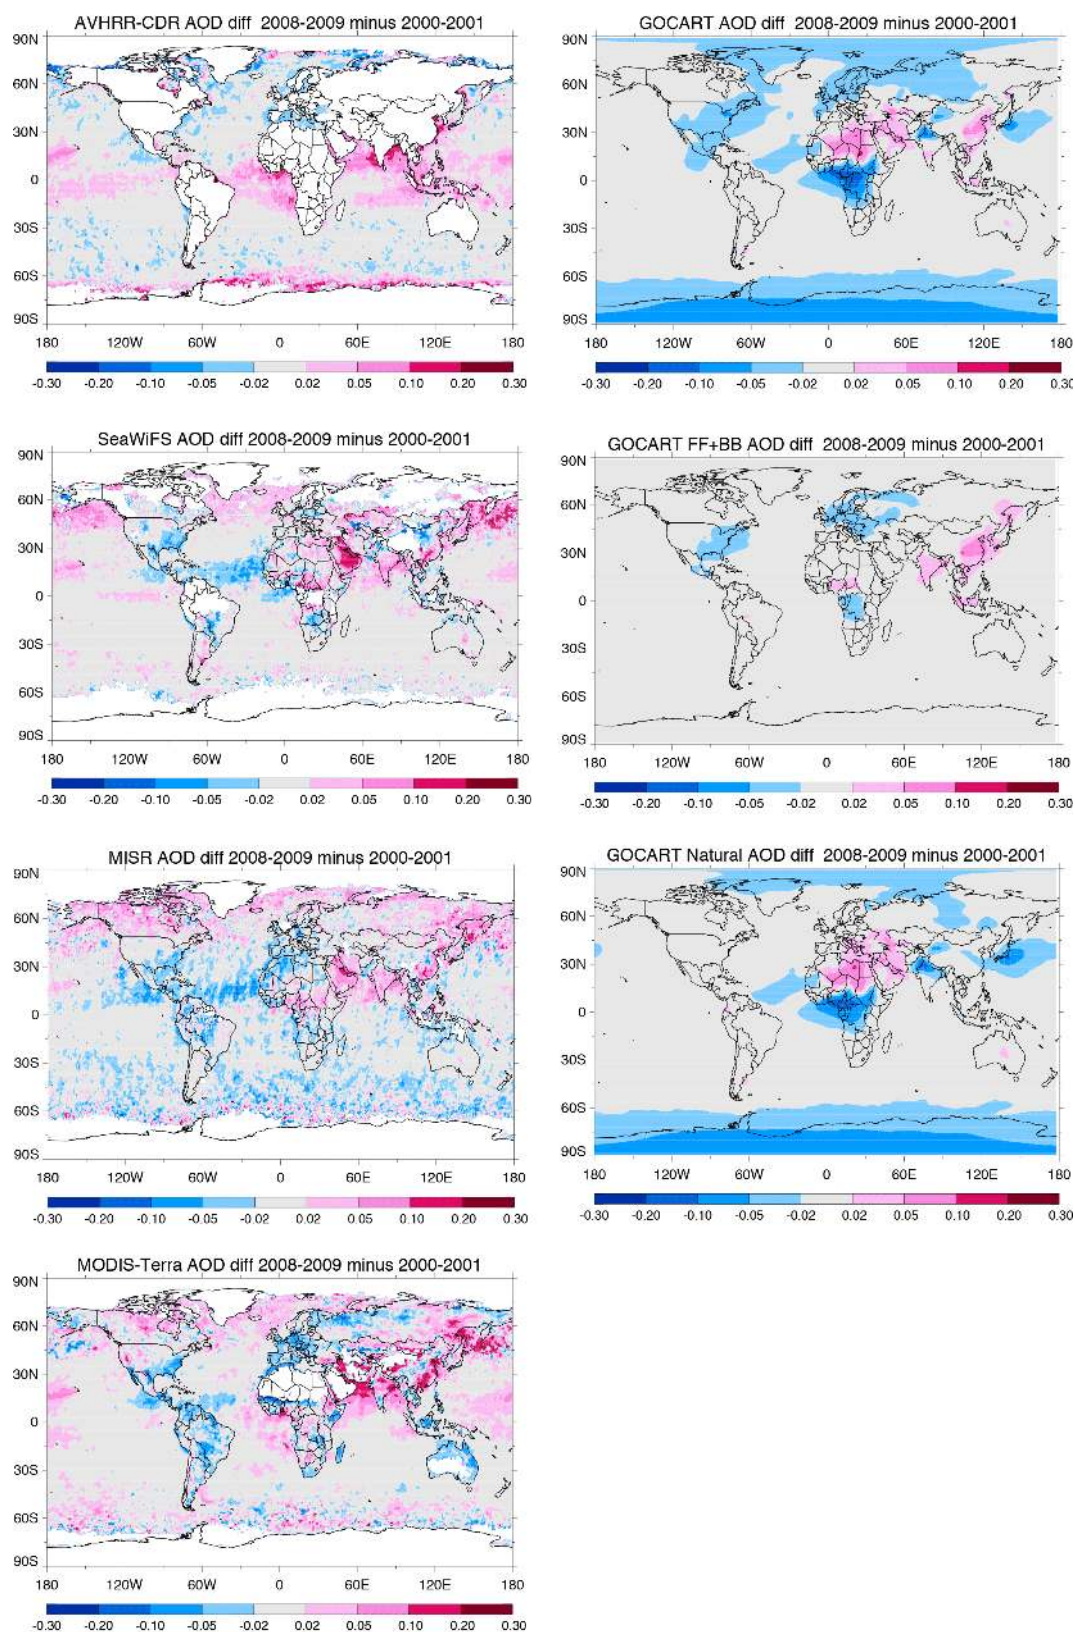 AVHRR-CDR AOD diff 2008-2009 minus 2000-2001
90N
60N
30N
0
30S
60S
90S
180 120W 60W 0 60E 120E 180
-0.30 -0.20 -0.10 -0.05 -0.02 0.02 0.05 0.10 0.20 0.30
GOCART AOD diff 2008-2009 minus 2000-2001
90N
60N
30N
0
30S
60S
90S
180 120W 60W 0 60E 120E 180
-0.30 -0.20 -0.10 -0.05 -0.02 0.02 0.05 0.10 0.20 0.30
SeaWiFS AOD diff 2008-2009 minus 2000-2001
90N
60N
30N
0
30S
60S
90S
180 120W 60W 0 60E 120E 180
-0.30 -0.20 -0.10 -0.05 -0.02 0.02 0.05 0.10 0.20 0.30
GOCART FF+BB AOD diff 2008-2009 minus 2000-2001
90N
60N
30N
0
30S
60S
90S
180 120W 60W 0 60E 120E 180
-0.30 -0.20 -0.10 -0.05 -0.02 0.02 0.05 0.10 0.20 0.30
MISR AOD diff 2008-2009 minus 2000-2001
90N
60N
30N
0
30S
60S
90S
180 120W 60W 0 60E 120E 180
-0.30 -0.20 -0.10 -0.05 -0.02 0.02 0.05 0.10 0.20 0.30
GOCART Natural AOD diff 2008-2009 minus 2000-2001
90N
60N
30N
0
30S
60S
90S
180 120W 60W 0 60E 120E 180
-0.30 -0.20 -0.10 -0.05 -0.02 0.02 0.05 0.10 0.20 0.30
MODIS-Terra AOD diff 2008-2009 minus 2000-2001
90N
60N
30N
0
30S
60S
90S
180 120W 60W 0 60E 120E 180
-0.30 -0.20 -0.10 -0.05 -0.02 0.02 0.05 0.10 0.20 0.30